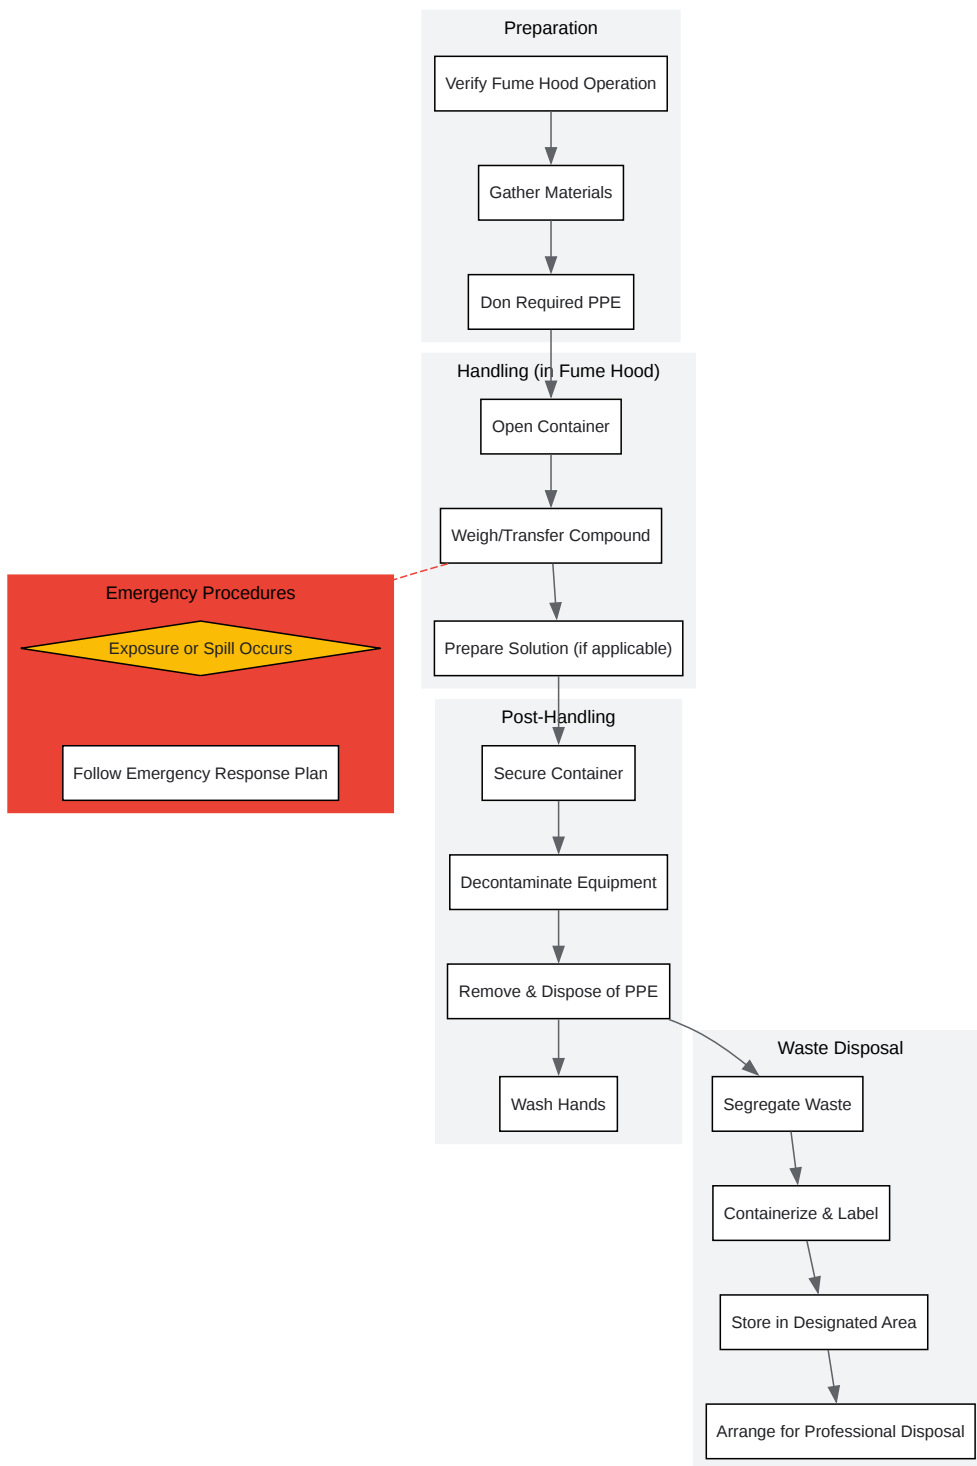 Preparation
Verify Fume Hood Operation
Gather Materials
Don Required PPE
Handling (in Fume Hood)
Open Container
Weigh/Transfer Compound
Prepare Solution (if applicable)
Emergency Procedures
Exposure or Spill Occurs
Follow Emergency Response Plan
Post-Handling
Secure Container
Decontaminate Equipment
Remove & Dispose of PPE
Wash Hands
Waste Disposal
Segregate Waste
Containerize & Label
Store in Designated Area
Arrange for Professional Disposal